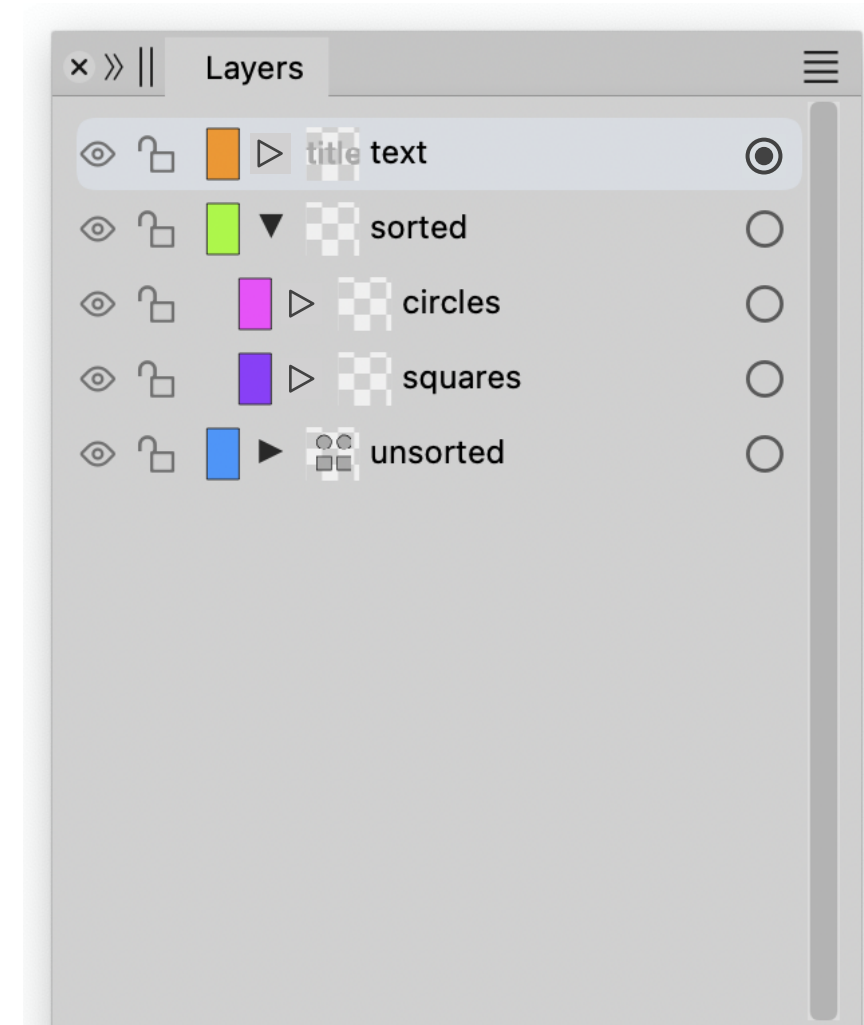 Layers
title text
sorted
circles
squares
unsorted